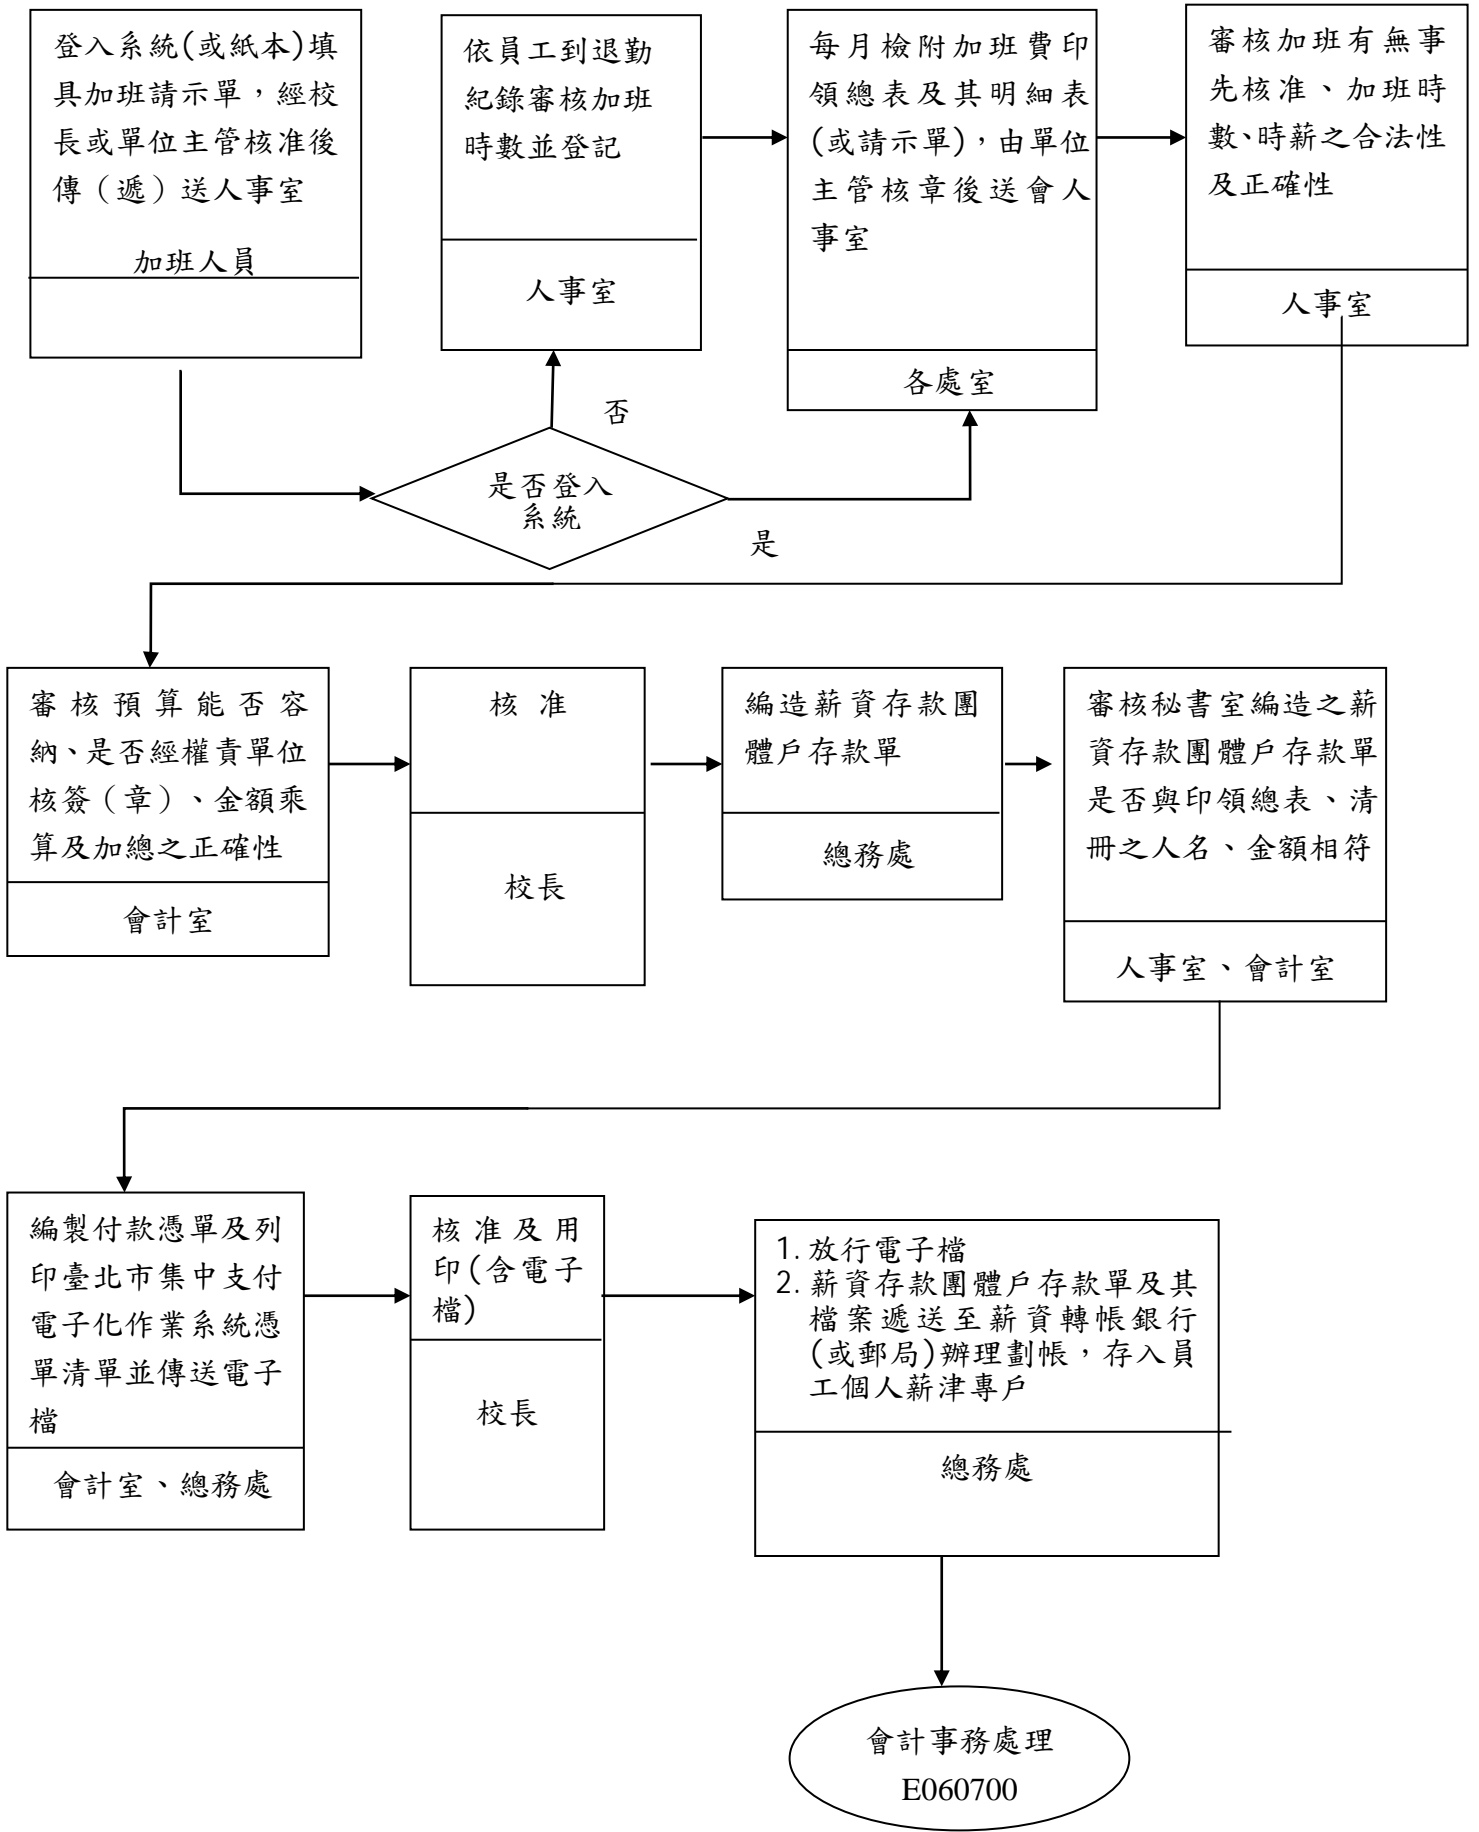 登入系統(或紙本)填
具加班請示單，經校
長或單位主管核准後
傳（遞）送人事室
加班人員
依員工到退勤
紀錄審核加班
時數並登記
人事室
每月檢附加班費印
領總表及其明細表
(或請示單)，由單位
主管核章後送會人
事室
各處室
審核加班有無事
先核准、加班時
數、時薪之合法性
及正確性
人事室
否
是否登入
系統
是
審核預算能否容
納、是否經權責單位
核簽（章）、金額乘
算及加總之正確性
會計室
核准
校長
編造薪資存款團
體戶存款單
總務處
審核秘書室編造之薪
資存款團體戶存款單
是否與印領總表、清
冊之人名、金額相符
人事室、會計室
編製付款憑單及列
印臺北市集中支付
電子化作業系統憑
單清單並傳送電子
檔
會計室、總務處
核准及用
印(含電子
檔)
校長
1. 放行電子檔
2. 薪資存款團體戶存款單及其
檔案遞送至薪資轉帳銀行
(或郵局)辦理劃帳，存入員
工個人薪津專戶
總務處
會計事務處理
E060700